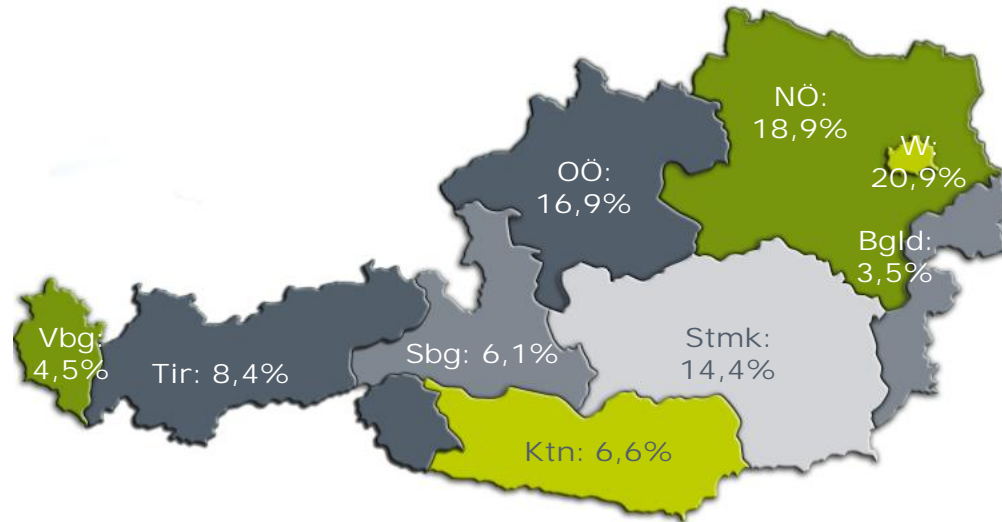 NÖ:
18,9%
W:
20,9%
OÖ:
16,9%
Bgld:
3,5%
Vbg:
4,5%
Tir: 8,4%
Sbg: 6,1%
Stmk:
14,4%
Ktn: 6,6%